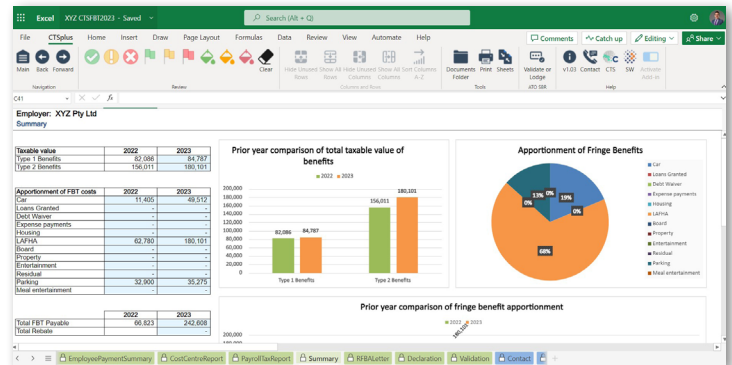 Excel XYZ CTSFBT2023 - Saved
Search (Alt + Q)
File CTSplus Home Insert Draw Page Layout Formulas Data Review View Automate Help
Comments Catch up Editing Share
Main Back Forward Clear Hide Unused Rows Show All Rows Hide Unused Columns Show All Columns Sort Columns A-Z Documents Folder Print Sheets Validate or Lodge v1.03 Contact CTS SW Activate Add-in
Navigation Review Columns and Rows Tools ATO SBR Help
C41 fx
Employer: XYZ Pty Ltd
Summary
Taxable value 2022 2023
Type 1 Benefits 82,086 84,787
Type 2 Benefits 156,011 180,101
Apportionment of FBT costs 2022 2023
Car 11,405 49,512
Loans Granted - -
Debt Waiver - -
Expense payments - -
Housing - -
LAFHA 62,780 180,101
Board - -
Property - -
Entertainment - -
Residual - -
Parking 32,900 35,275
Meal entertainment - -
2022 2023
Total FBT Payable 66,823 242,608
Total Rebate - -
Prior year comparison of total taxable value of
benefits
2022 2023
200,000
180,000
160,000
140,000
120,000
100,000
80,000
60,000
40,000
20,000
0
82,086 84,787
156,011 180,101
Type 1 Benefits Type 2 Benefits
Apportionment of Fringe Benefits
13% 0% 19%
0% 0%
68%
Car
Loans Granted
Debt Waiver
Expense payments
Housing
LAFHA
Board
Property
Entertainment
Residual
Parking
Meal entertainment
Prior year comparison of fringe benefit apportionment
2022 2023
180,101
200,000
EmployeePaymentSummary CostCentreReport PayrollTaxReport Summary RFBALetter Declaration Validation Contact